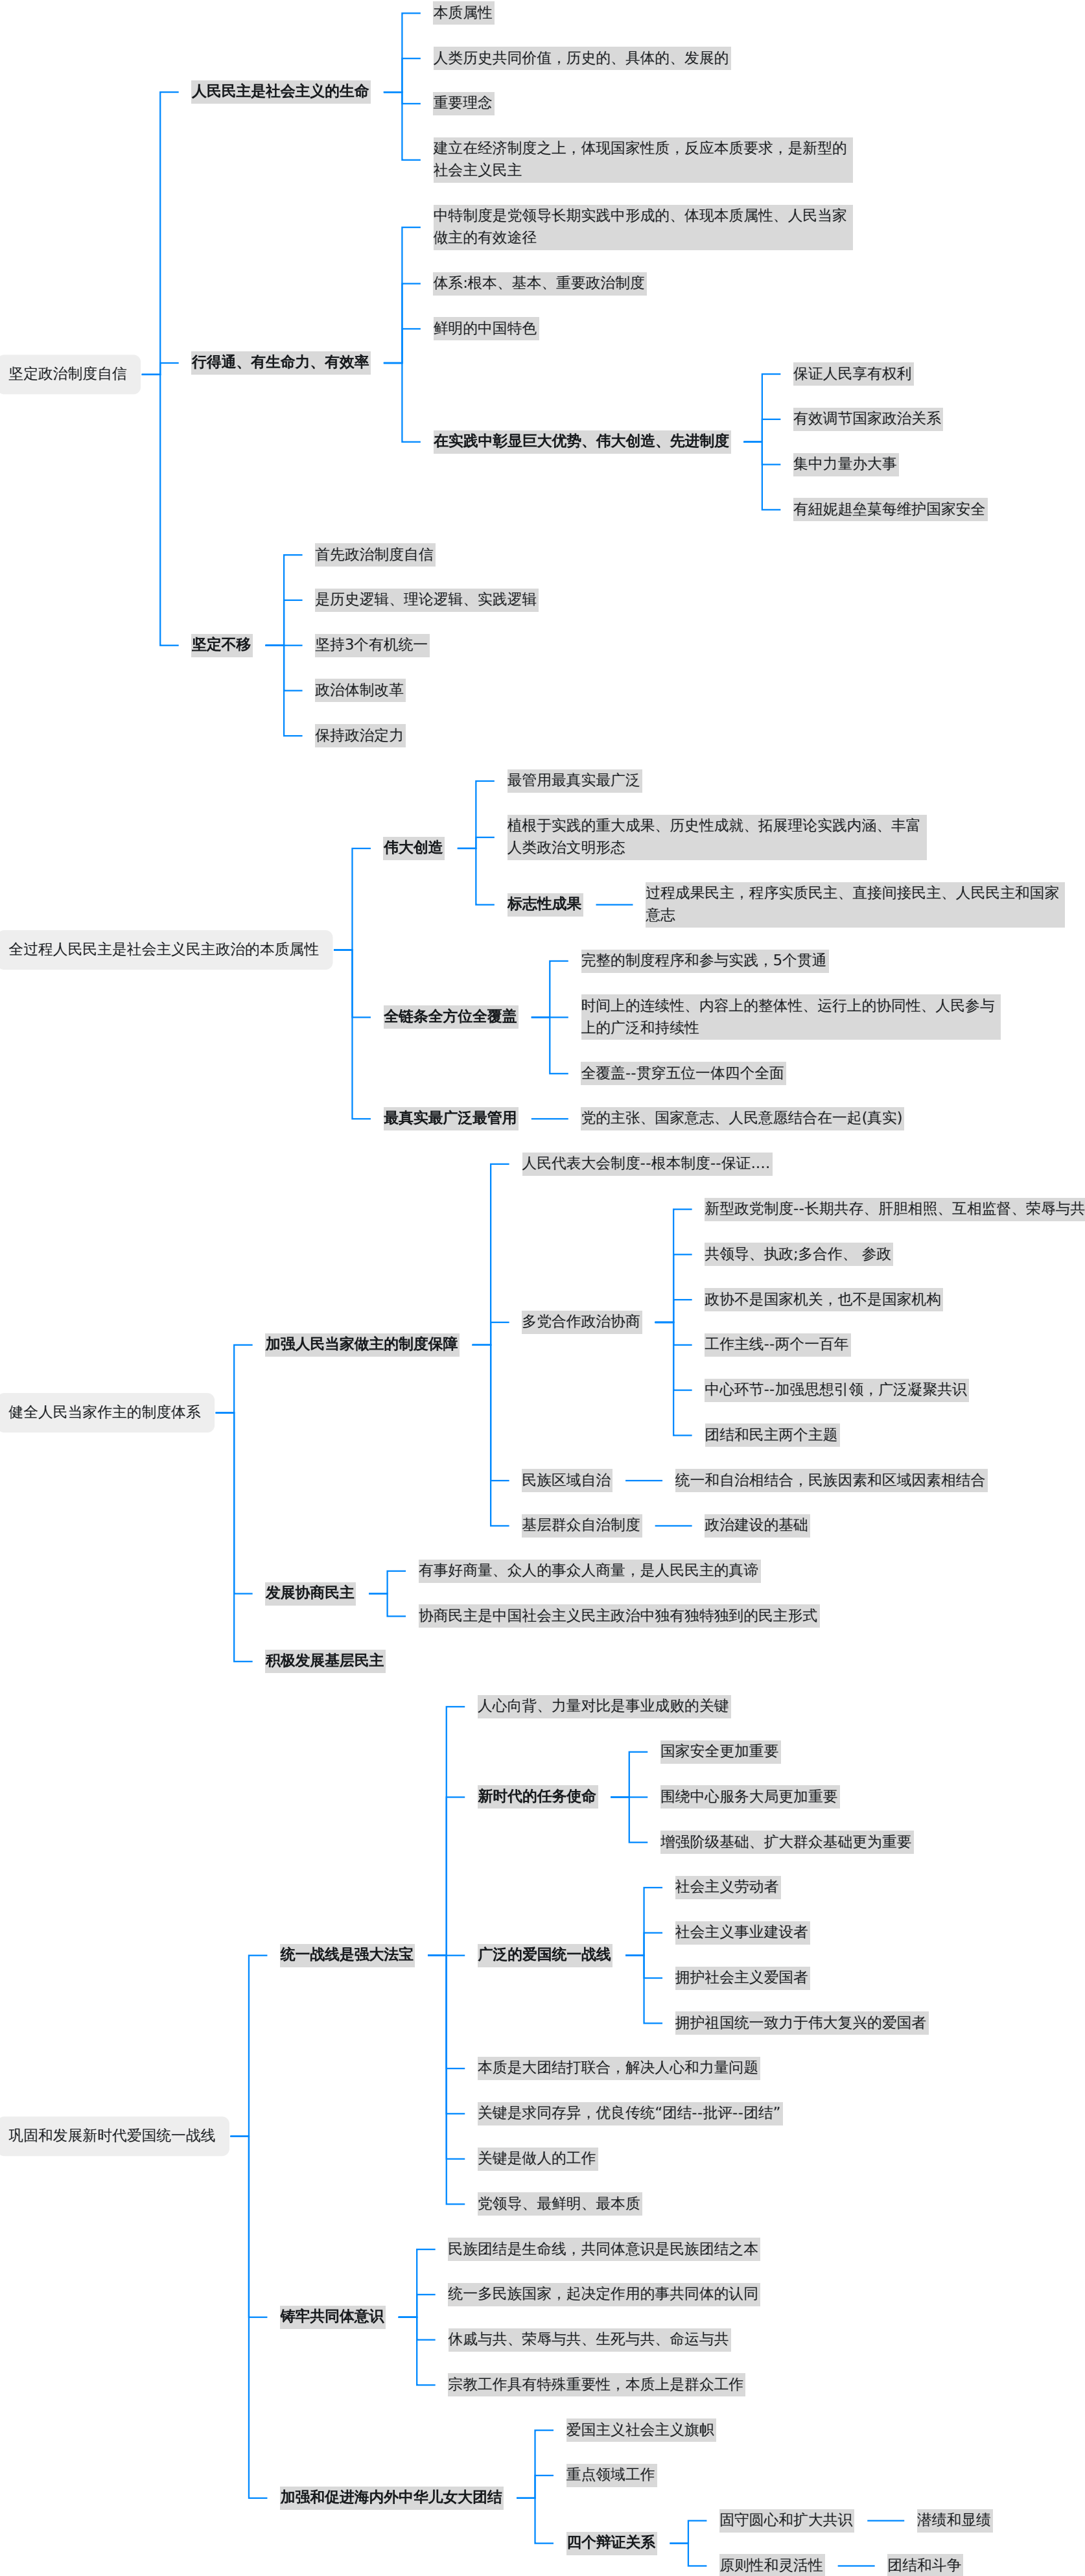 本质属性
人类历史共同价值，历史的、具体的、发展的
人民民主是社会主义的生命
重要理念
建立在经济制度之上，体现国家性质，反应本质要求，是新型的
社会主义民主
中特制度是党领导长期实践中形成的、体现本质属性、人民当家
做主的有效途径
体系:根本、基本、重要政治制度
鲜明的中国特色
行得通、有生命力、有效率
坚定政治制度自信
保证人民享有权利
有效调节国家政治关系
在实践中彰显巨大优势、伟大创造、先进制度
集中力量办大事
有紐妮趄垒菒每维护国家安全
首先政治制度自信
是历史逻辑、理论逻辑、实践逻辑
坚定不移
坚持3个有机统一
政治体制改革
保持政治定力
最管用最真实最广泛
植根于实践的重大成果、历史性成就、拓展理论实践内涵、丰富
人类政治文明形态
伟大创造
标志性成果
过程成果民主，程序实质民主、直接间接民主、人民民主和国家
意志
全过程人民民主是社会主义民主政治的本质属性
完整的制度程序和参与实践，5个贯通
时间上的连续性、内容上的整体性、运行上的协同性、人民参与
上的广泛和持续性
全链条全方位全覆盖
全覆盖--贯穿五位一体四个全面
最真实最广泛最管用
党的主张、国家意志、人民意愿结合在一起(真实)
人民代表大会制度--根本制度--保证....
新型政党制度--长期共存、肝胆相照、互相监督、荣辱与共
共领导、执政;多合作、 参政
政协不是国家机关，也不是国家机构
多党合作政治协商
加强人民当家做主的制度保障
工作主线--两个一百年
中心环节--加强思想引领，广泛凝聚共识
健全人民当家作主的制度体系
团结和民主两个主题
民族区域自治
统一和自治相结合，民族因素和区域因素相结合
基层群众自治制度
政治建设的基础
有事好商量、众人的事众人商量，是人民民主的真谛
发展协商民主
协商民主是中国社会主义民主政治中独有独特独到的民主形式
积极发展基层民主
人心向背、力量对比是事业成败的关键
国家安全更加重要
新时代的任务使命
围绕中心服务大局更加重要
增强阶级基础、扩大群众基础更为重要
社会主义劳动者
社会主义事业建设者
统一战线是强大法宝
广泛的爱国统一战线
拥护社会主义爱国者
拥护祖国统一致力于伟大复兴的爱国者
本质是大团结打联合，解决人心和力量问题
关键是求同存异，优良传统“团结--批评--团结”
巩固和发展新时代爱国统一战线
关键是做人的工作
党领导、最鲜明、最本质
民族团结是生命线，共同体意识是民族团结之本
统一多民族国家，起决定作用的事共同体的认同
铸牢共同体意识
休戚与共、荣辱与共、生死与共、命运与共
宗教工作具有特殊重要性，本质上是群众工作
爱国主义社会主义旗帜
重点领域工作
加强和促进海内外中华儿女大团结
固守圆心和扩大共识
潜绩和显绩
四个辩证关系
原则性和灵活性
团结和斗争